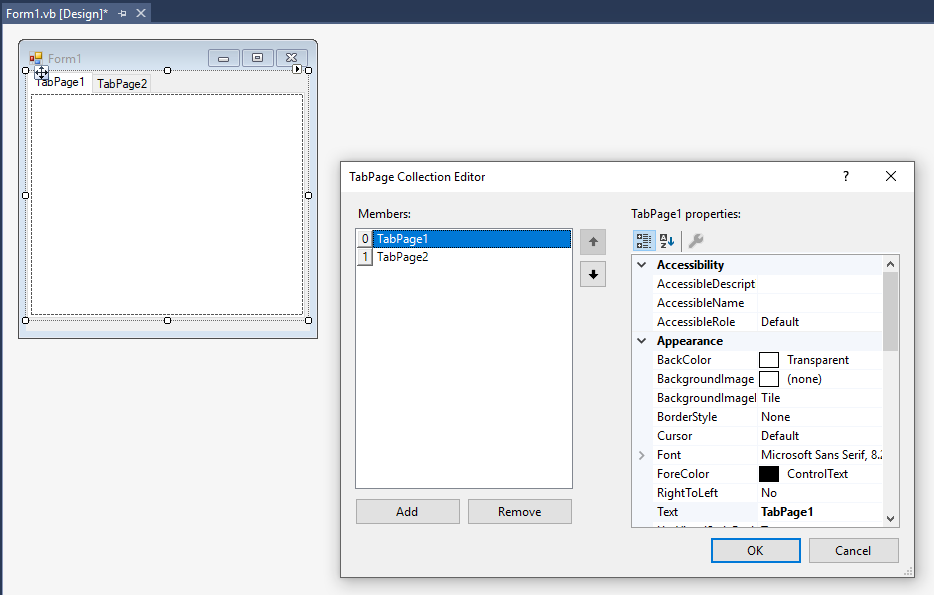 Form1.vb [Design]*
Form1
TabPage1 TabPage2
TabPage Collection Editor
?
Members:
0 TabPage1
1 TabPage2
Add Remove
TabPage1 properties:
Accessibility
AccessibleDescript
AccessibleName
AccessibleRole Default
Appearance
BackColor Transparent
BackgroundImage (none)
BackgroundImageI Tile
BorderStyle None
Cursor Default
Font Microsoft Sans Serif, 8.2
ForeColor ControlText
RightToLeft No
Text TabPage1
OK Cancel